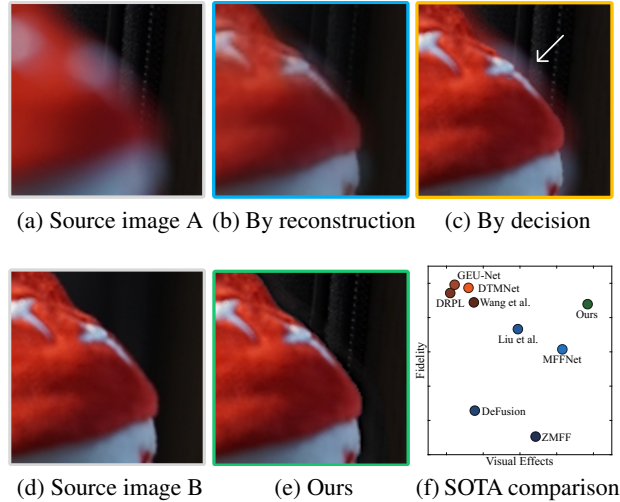 (a) Source image A (b) By reconstruction (c) By decision
GEU-Net
DTMNet
DRPL
Wang et al.
Ours
Liu et al.
MFFNet
Fidelity
DeFusion
ZMFF
Visual Effects
(d) Source image B (e) Ours (f) SOTA comparison